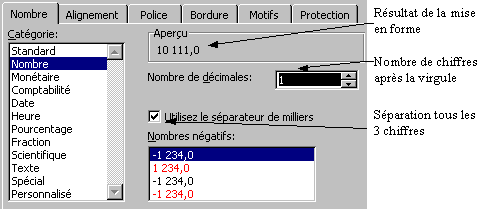 Nombre Alignement Police Bordure Motifs Protection
Catégorie:
Standard
Nombre
Monétaire
Comptabilité
Date
Heure
Pourcentage
Fraction
Scientifique
Texte
Spécial
Personnalisé
Aperçu
10 111,0
Nombre de décimales:
1
Utilisez le séparateur de milliers
Nombres négatifs:
-1 234,0
1 234,0
-1 234,0
-1 234,0
Résultat de la mise
en forme
Nombre de chiffres
après la virgule
Séparation tous les
3 chiffres